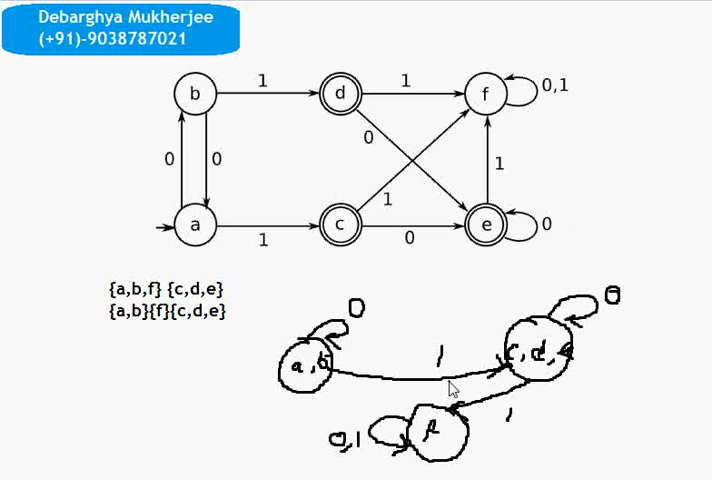 Debarghya Mukherjee
(+91)-9038787021
b 1 d 1 f 0,1
0 0 0 1 1
a 1 c 0 e 0
{a,b,f} {c,d,e}
{a,b}{f}{c,d,e}
0 0
a,b 1 c,d,e
0,1 f 1